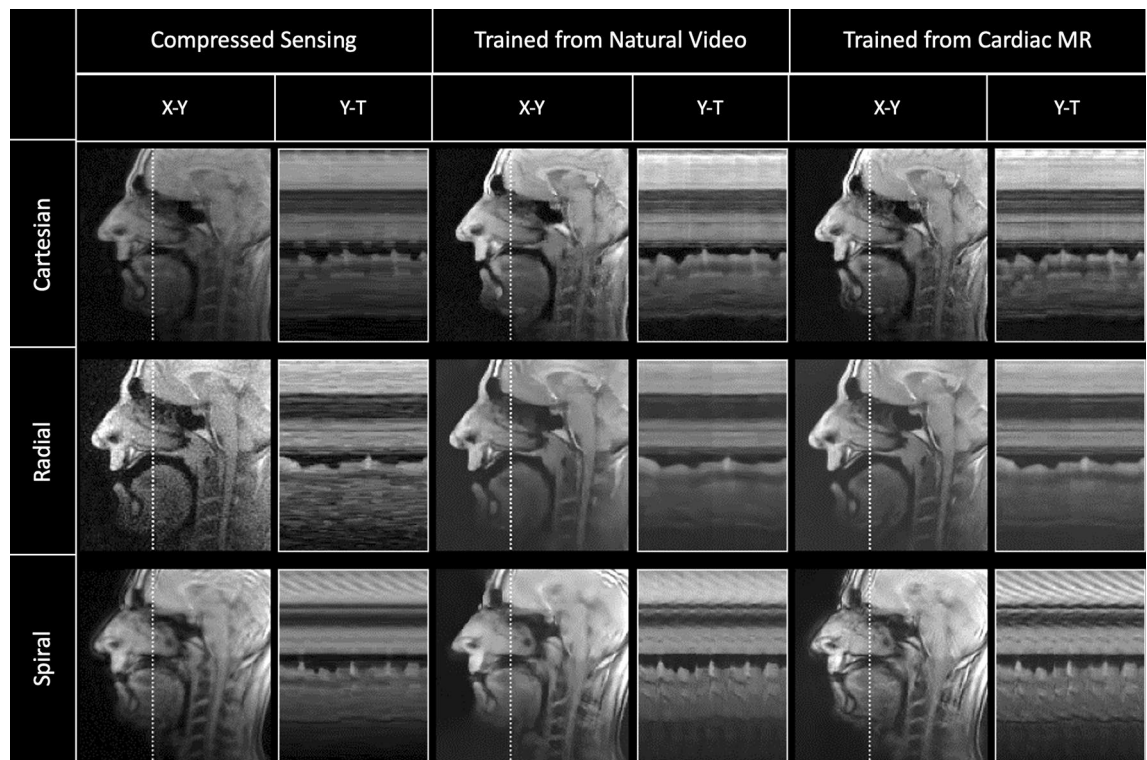 Compressed Sensing
Trained from Natural Video
Trained from Cardiac MR
X-Y
Y-T
X-Y
Y-T
X-Y
Y-T
Cartesian
Radial
Spiral